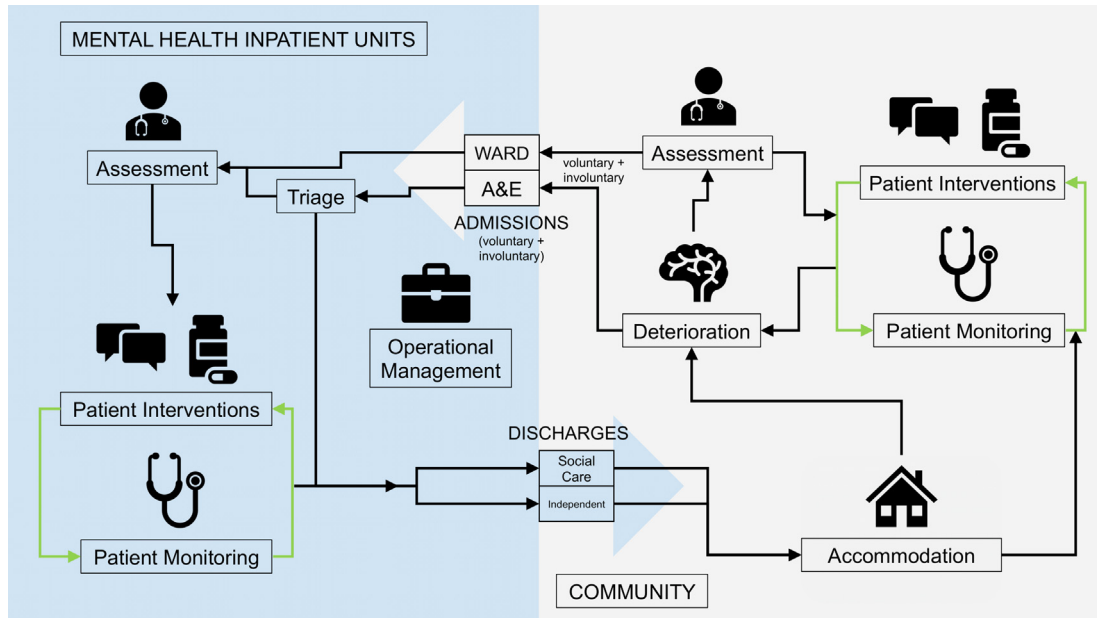 MENTAL HEALTH INPATIENT UNITS
Assessment
Triage
WARD
A&E
ADMISSIONS
(voluntary +
involuntary)
voluntary +
involuntary
Assessment
Patient Interventions
Patient Monitoring
Deterioration
Operational
Management
Patient Interventions
Patient Monitoring
DISCHARGES
Social
Care
Independent
Accommodation
COMMUNITY